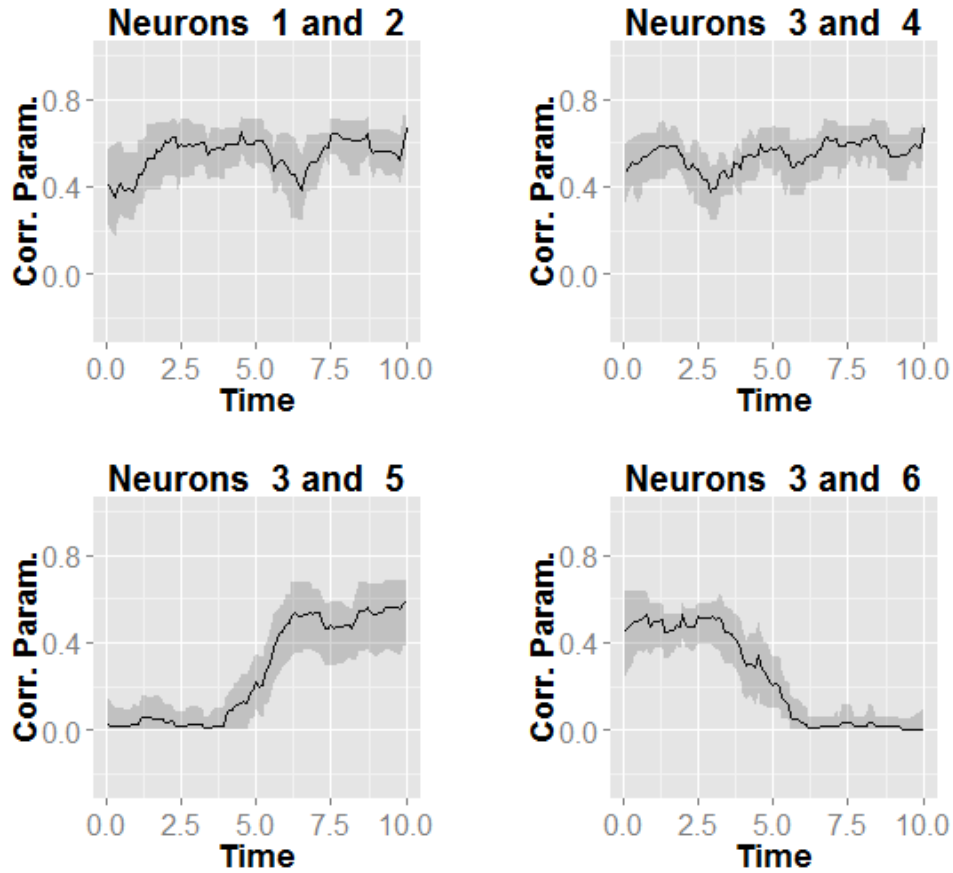 Neurons 1 and 2
Corr. Param.
0.8
0.4
0.0
0.0 2.5 5.0 7.5 10.0
Time
Neurons 3 and 4
Corr. Param.
0.8
0.4
0.0
0.0 2.5 5.0 7.5 10.0
Time
Neurons 3 and 5
Corr. Param.
0.8
0.4
0.0
0.0 2.5 5.0 7.5 10.0
Time
Neurons 3 and 6
Corr. Param.
0.8
0.4
0.0
0.0 2.5 5.0 7.5 10.0
Time